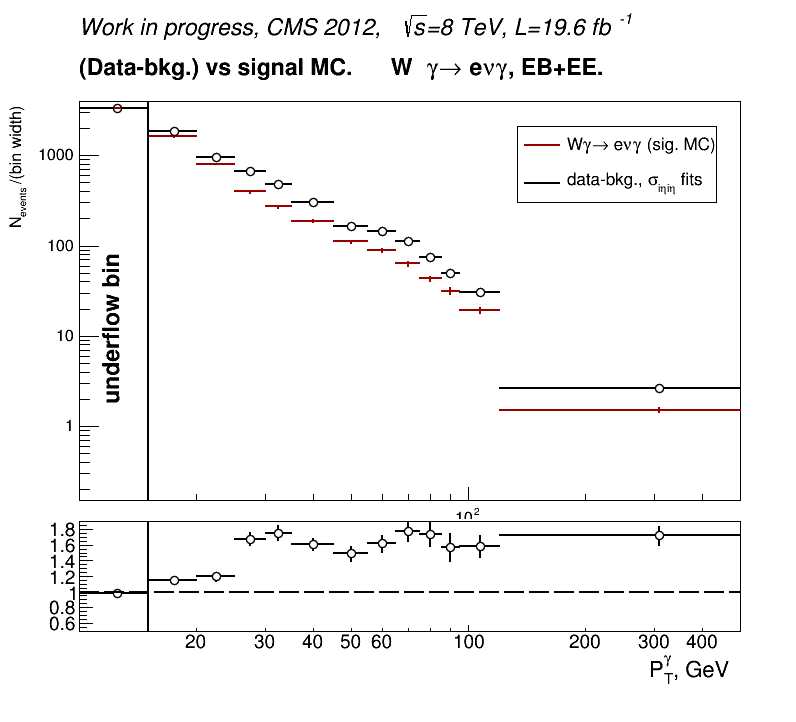 Work in progress, CMS 2012, √s=8 TeV, L=19.6 fb⁻¹
(Data-bkg.) vs signal MC. W γ→ eνγ, EB+EE.
N_events /(bin width)
1000
100
10
1
underflow bin
Wγ→ eνγ (sig. MC)
data-bkg., σ_iηiη fits
10²
1.8
1.6
1.4
1.2
1
0.8
0.6
20 30 40 50 60 100 200 300 400
P_T^γ, GeV